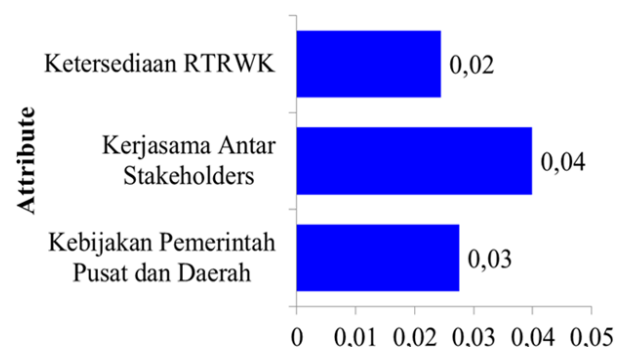 Attribute
Ketersediaan RTRWK
0,02
Kerjasama Antar
Stakeholders
0,04
Kebijakan Pemerintah
Pusat dan Daerah
0,03
0 0,01 0,02 0,03 0,04 0,05